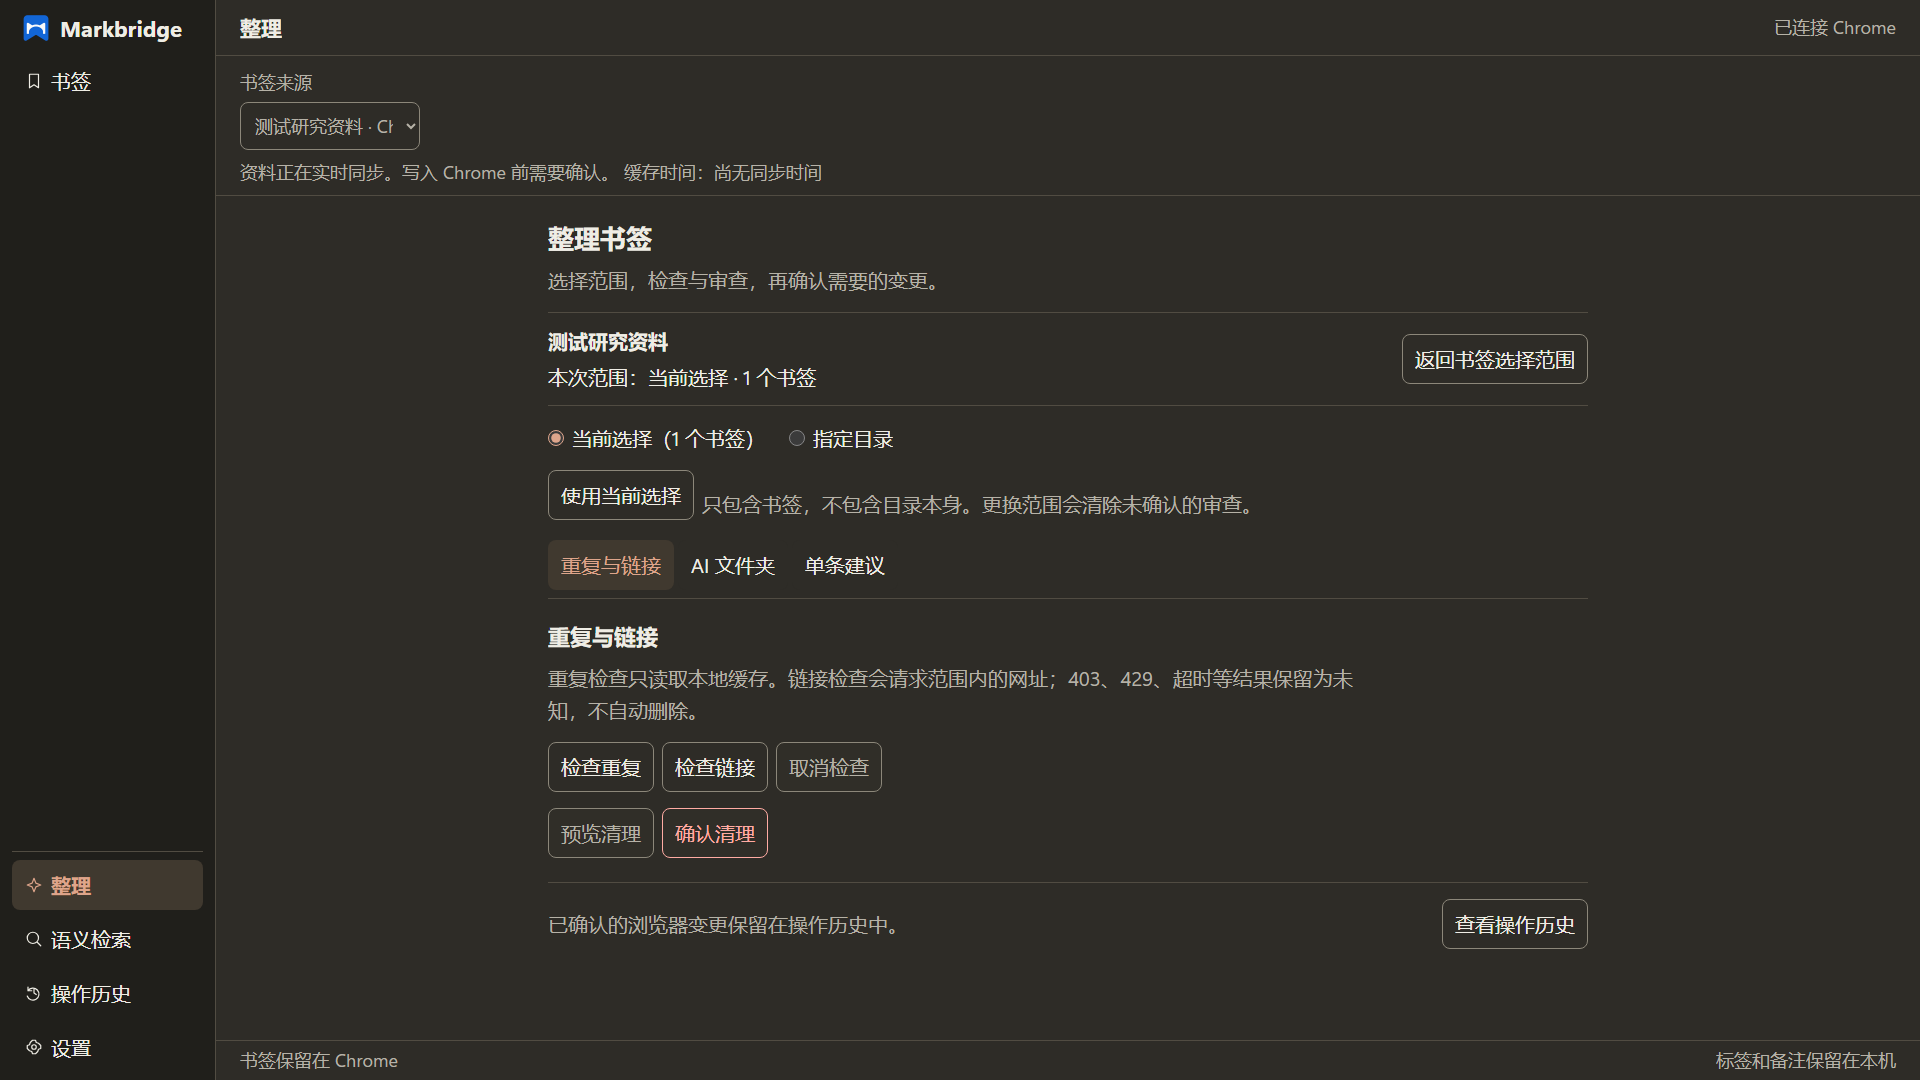 Markbridge
书签
整理
语义检索
操作历史
设置
整理
已连接 Chrome
书签来源
测试研究资料 · Ch
资料正在实时同步。写入 Chrome 前需要确认。 缓存时间：尚无同步时间
整理书签
选择范围，检查与审查，再确认需要的变更。
测试研究资料
本次范围：当前选择 · 1 个书签
返回书签选择范围
当前选择（1 个书签） 指定目录
使用当前选择 只包含书签，不包含目录本身。更换范围会清除未确认的审查。
重复与链接 AI 文件夹 单条建议
重复与链接
重复检查只读取本地缓存。链接检查会请求范围内的网址；403、429、超时等结果保留为未
知，不自动删除。
检查重复 检查链接 取消检查
预览清理 确认清理
已确认的浏览器变更保留在操作历史中。
查看操作历史
书签保留在 Chrome
标签和备注保留在本机